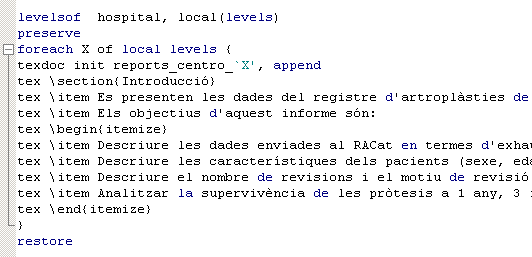 levelsof  hospital, local(levels)
preserve
foreach X of local levels {
texdoc init reports_centro_`X', append
tex \section{Introducció}
tex \item Es presenten les dades del registre d'artroplàsties de
tex \item Els objectius d'aquest informe són:
tex \begin{itemize}
tex \item Descriure les dades enviades al RACat en termes d'exhau
tex \item Descriure les característiques dels pacients (sexe, eda
tex \item Descriure el nombre de revisions i el motiu de revisió
tex \item Analitzar la supervivència de les pròtesis a 1 any, 3
tex \end{itemize}
}
restore